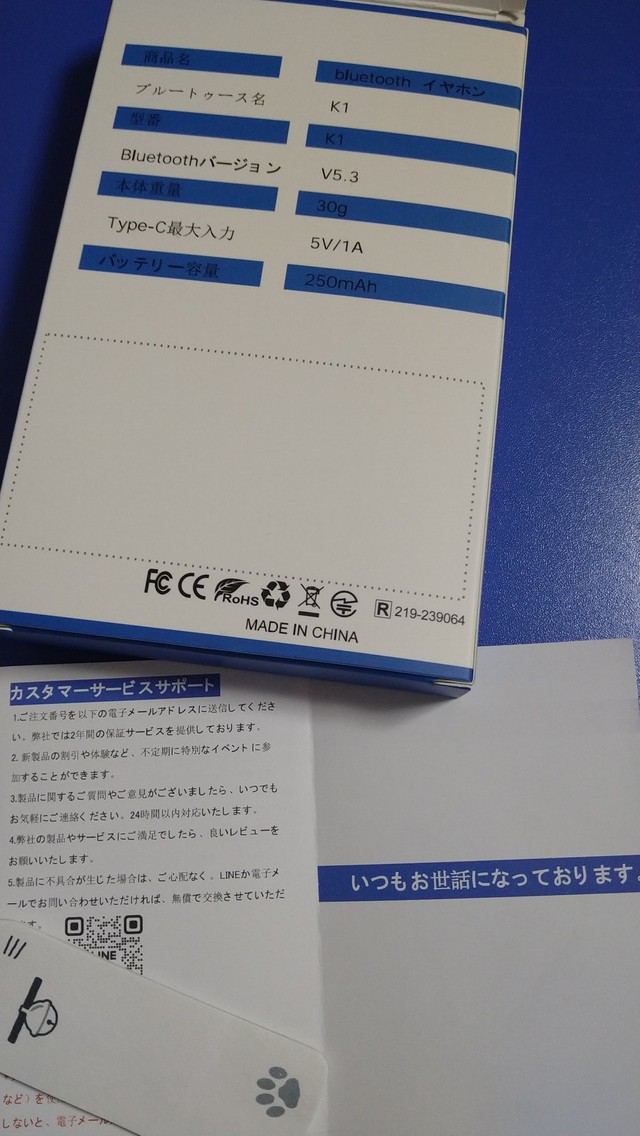 商品名 bluetooth イヤホン
ブルートゥース名 K1
型番 K1
Bluetoothバージョン V5.3
本体重量 30g
Type-C最大入力 5V/1A
バッテリー容量 250mAh
FC CE RoHS R 219-239064
MADE IN CHINA
カスタマーサービスサポート
1.ご注文番号を以下の電子メールアドレスに送信してくださ
い。弊社では2年間の保証サービスを提供しております。
2.新製品の割引や体験など、不定期に特別なイベントに参
加することができます。
3.製品に関するご質問やご意見がございましたら、いつでも
お気軽にご連絡ください。24時間以内対応いたします。
4.弊社の製品やサービスにご満足でしたら、良いレビューを
お願いいたします。
5.製品に不具合が生じた場合は、ご心配なく。LINEか電子メ
ールでお問い合わせいただければ、無償で交換させていただ
ます。
いつもお世話になっております。
など）を
しないと、電子メール